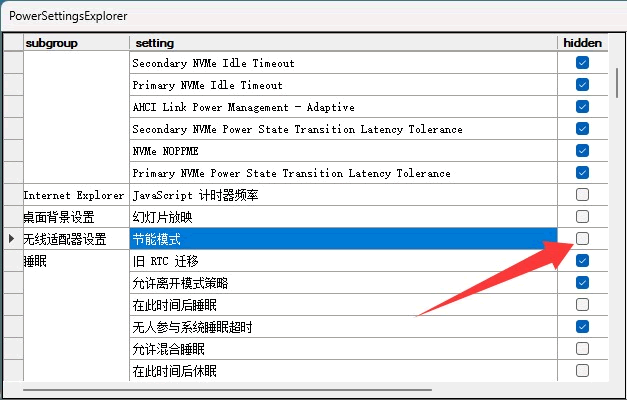 PowerSettingsExplorer
subgroup setting hidden
Secondary NVMe Idle Timeout
Primary NVMe Idle Timeout
AHCI Link Power Management - Adaptive
Secondary NVMe Power State Transition Latency Tolerance
NVMe NOPPME
Primary NVMe Power State Transition Latency Tolerance
Internet Explorer JavaScript 计时器频率
桌面背景设置 幻灯片放映
无线适配器设置 节能模式
睡眠 旧 RTC 迁移
允许离开模式策略
在此时间后睡眠
无人参与系统睡眠超时
允许混合睡眠
在此时间后休眠